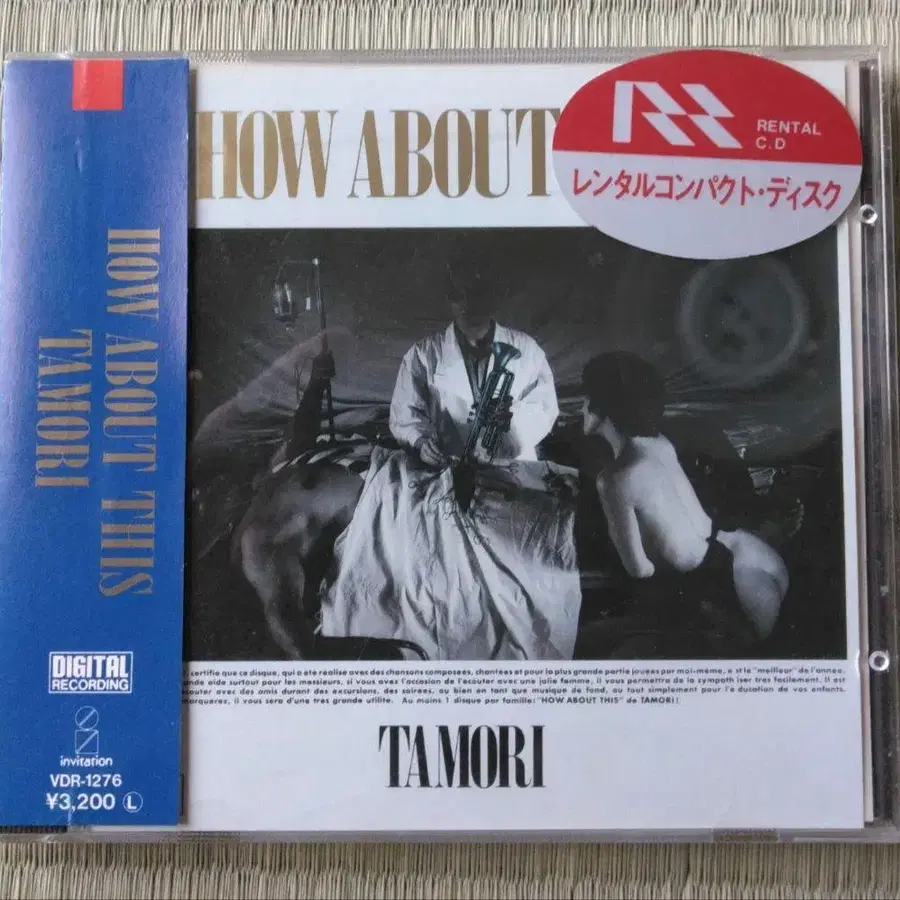 HOW ABOUT THIS
TAMORI
DIGITAL
RECORDING
invitation
VDR-1276
¥3,200 Ⓛ
HOW ABOUT
RENTAL
C.D
レンタルコンパクト・ディスク
, certifie que ce disque, qui a ete realise avec des chansons composees, chantees et pour la plus grande partie jouees par moi-meme, est le "meilleur" de l'annee.
ande aide surtout pour les messieurs, si vous avez l'occasion de l'ecouter avec une jolie femme, il vous permettra de la sympath iser tres facilement. Il est
ecouter avec des amis durant des excursions, des soirees, ou bien en tant que musique de fond, ou tout simplement pour l'e ducation de vos enfants.
marquerez, il vous sera d'une tres grande utilite. Au moins 1 disque par famille: "HOW ABOUT THIS" de TAMORI!
TAMORI